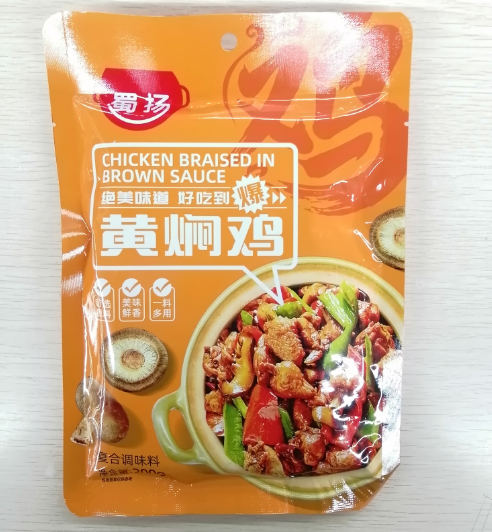 蜀扬
鸡
CHICKEN BRAISED IN
BROWN SAUCE
绝美味道 好吃到
爆
黄焖鸡
美味
鲜香
一料
多用
复合调味料